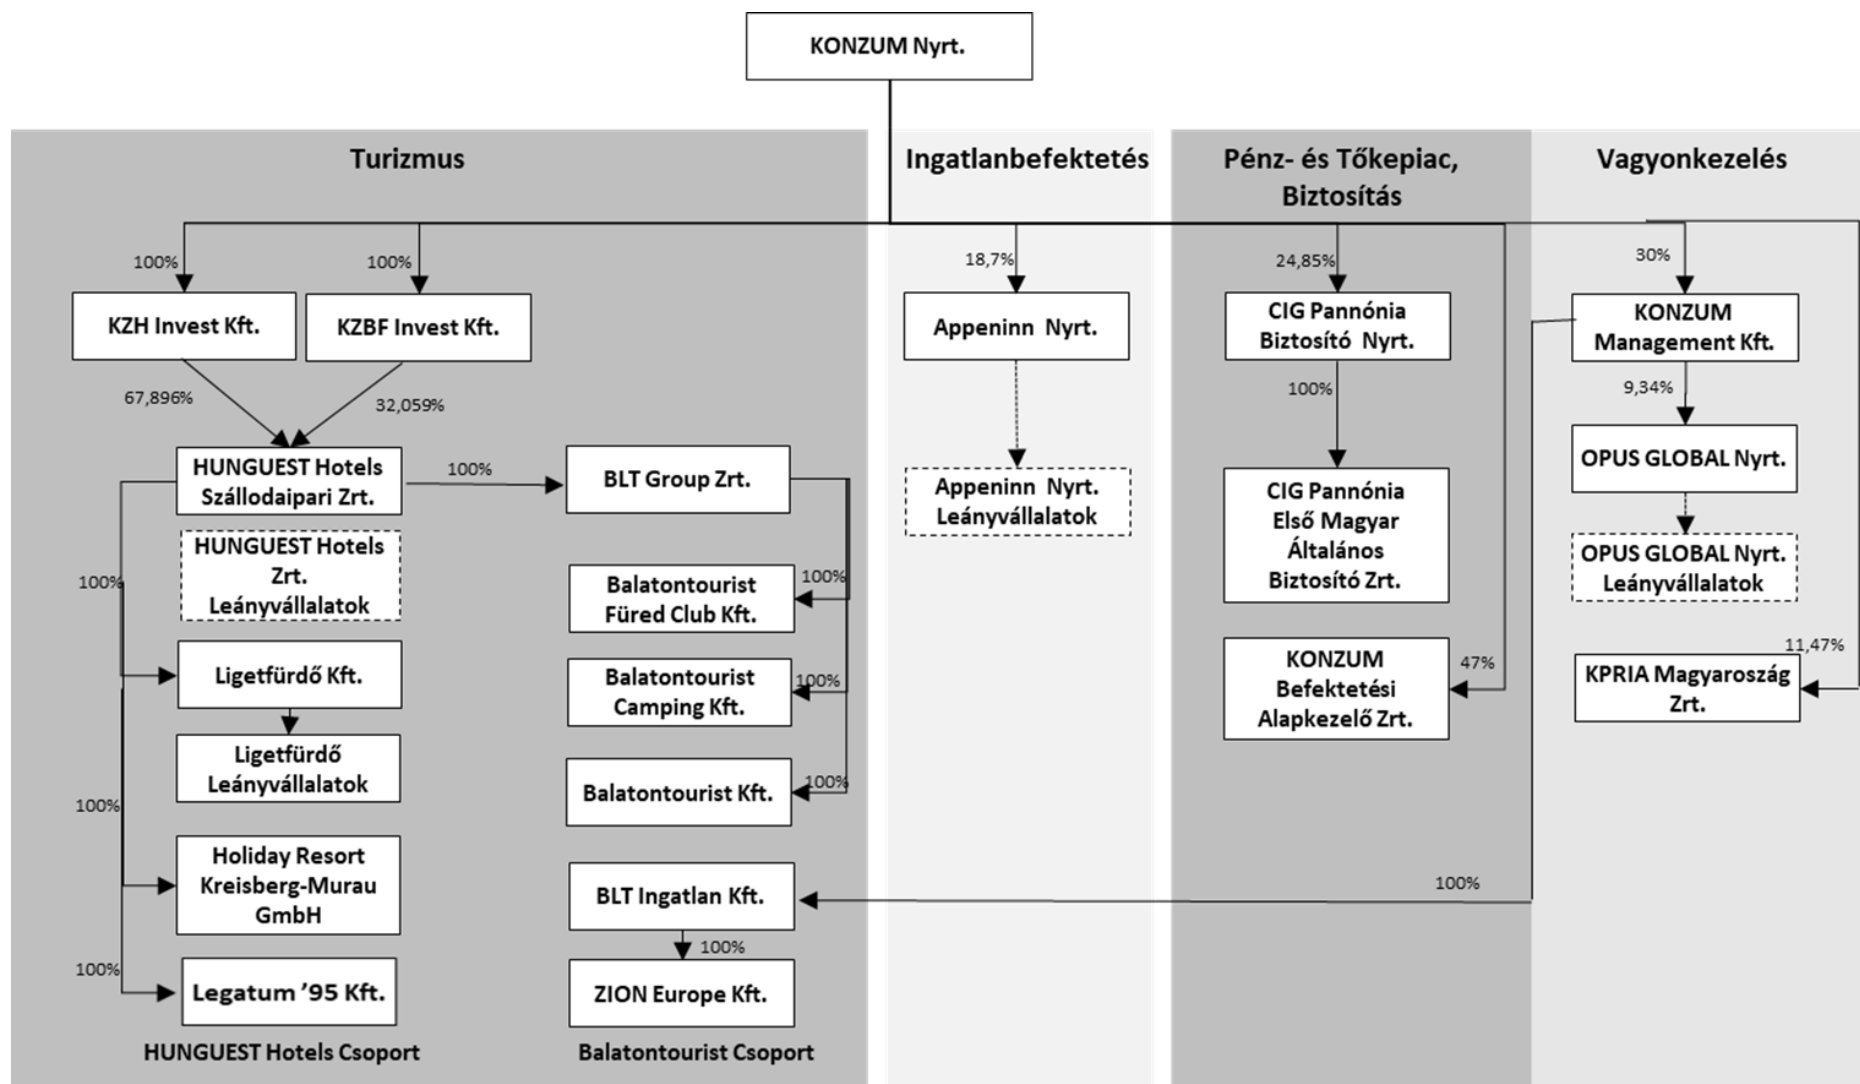 KONZUM Nyrt.
Turizmus
Ingatlanbefektetés
Pénz- és Tőkepiac,
Biztosítás
Vagyonkezelés
100%
100%
18,7%
24,85%
30%
KZH Invest Kft.
KZBF Invest Kft.
Appeninn Nyrt.
CIG Pannónia
Biztosító Nyrt.
KONZUM
Management Kft.
67,896%
32,059%
100%
9,34%
HUNGUEST Hotels
Szállodaipari Zrt.
100%
BLT Group Zrt.
Appeninn Nyrt.
Leányvállalatok
CIG Pannónia
Első Magyar
Általános
Biztosító Zrt.
OPUS GLOBAL Nyrt.
HUNGUEST Hotels
Zrt.
Leányvállalatok
OPUS GLOBAL Nyrt.
Leányvállalatok
100%
Balatontourist
Füred Club Kft.
100%
Ligetfürdő Kft.
Balatontourist
Camping Kft.
100%
KONZUM
Befektetési
Alapkezelő Zrt.
47%
11,47%
KPRIA Magyaroszág
Zrt.
Ligetfürdő
Leányvállalatok
Balatontourist Kft.
100%
100%
Holiday Resort
Kreisberg-Murau
GmbH
BLT Ingatlan Kft.
100%
100%
100%
Legatum ’95 Kft.
ZION Europe Kft.
HUNGUEST Hotels Csoport
Balatontourist Csoport